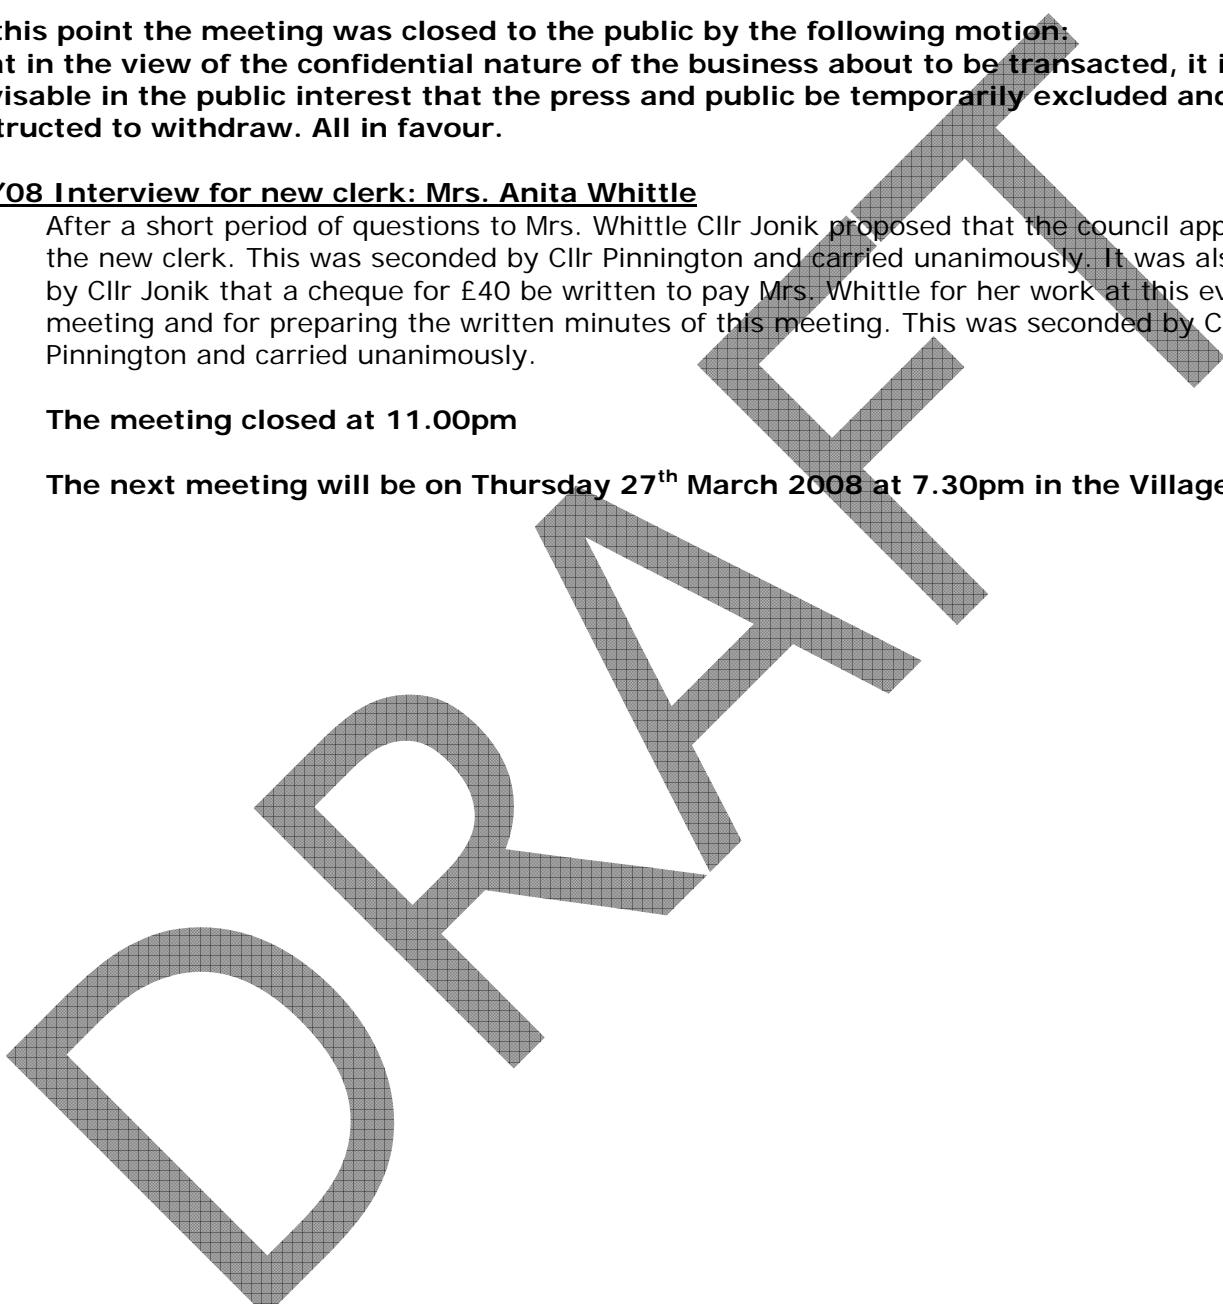 this point the meeting was closed to the public by the following motion:
in the view of the confidential nature of the business about to be transacted, it
in the public interest that the press and public be temporarily excluded and
to withdraw. All in favour.
/08 Interview for new clerk: Mrs. Anita Whittle
After a short period of questions to Mrs. Whittle Cllr Jonik proposed that the council
the new clerk. This was seconded by Cllr Pinnington and carried unanimously. It was
by Cllr Jonik that a cheque for £40 be written to pay Mrs. Whittle for her work at this
meeting and for preparing the written minutes of this meeting. This was seconded by
Pinnington and carried unanimously.
The meeting closed at 11.00pm
The next meeting will be on Thursday 27th March 2008 at 7.30pm in the Village
DRAFT